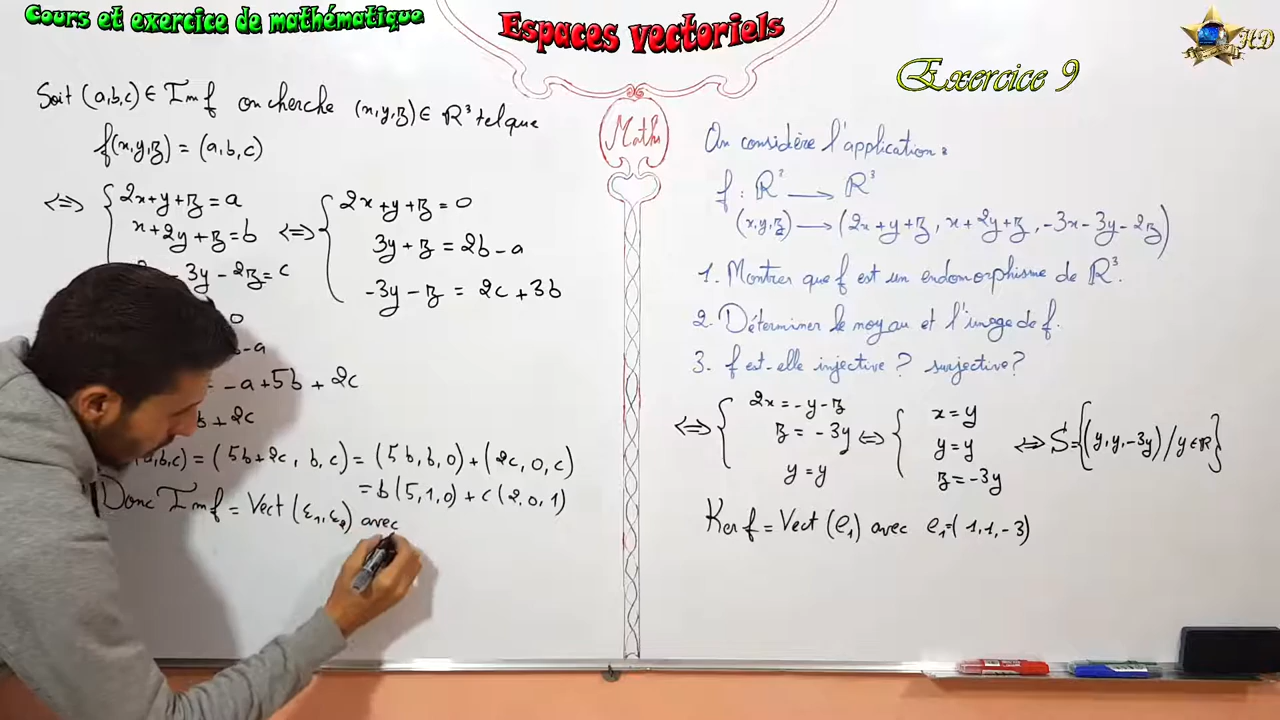 Cours et exercice de mathématique
Espaces vectoriels
HD
Exercice 9
Maths
Soit (a,b,c) ∈ Im f on cherche (x,y,z) ∈ R³ tel que
f(x,y,z) = (a,b,c)
⟺ { 2x+y+z = a
x+2y+z = b
-3y-2z = c
⟺ { 2x+y+z = 0
3y+z = 2b-a
-3y-z = 2c+3b
0
b-a
= -a+5b+2c
b+2c
(a,b,c) = (5b+2c, b, c) = (5b,b,0) + (2c,0,c)
= b(5,1,0) + c(2,0,1)
Donc Im f = Vect(ε₁,ε₂) avec
On considère l'application :
f : R³ → R³
(x,y,z) → (2x+y+z, x+2y+z, -3x-3y-2z)
1. Montrer que f est un endomorphisme de R³.
2. Déterminer le noyau et l'image de f.
3. f est-elle injective ? surjective ?
⟺ { 2x = -y-z
z = -3y
y = y
⟺ { x = y
y = y
z = -3y
⟺ S = {(y,y,-3y) / y ∈ R}
Ker f = Vect(e₁) avec e₁ = (1,1,-3)